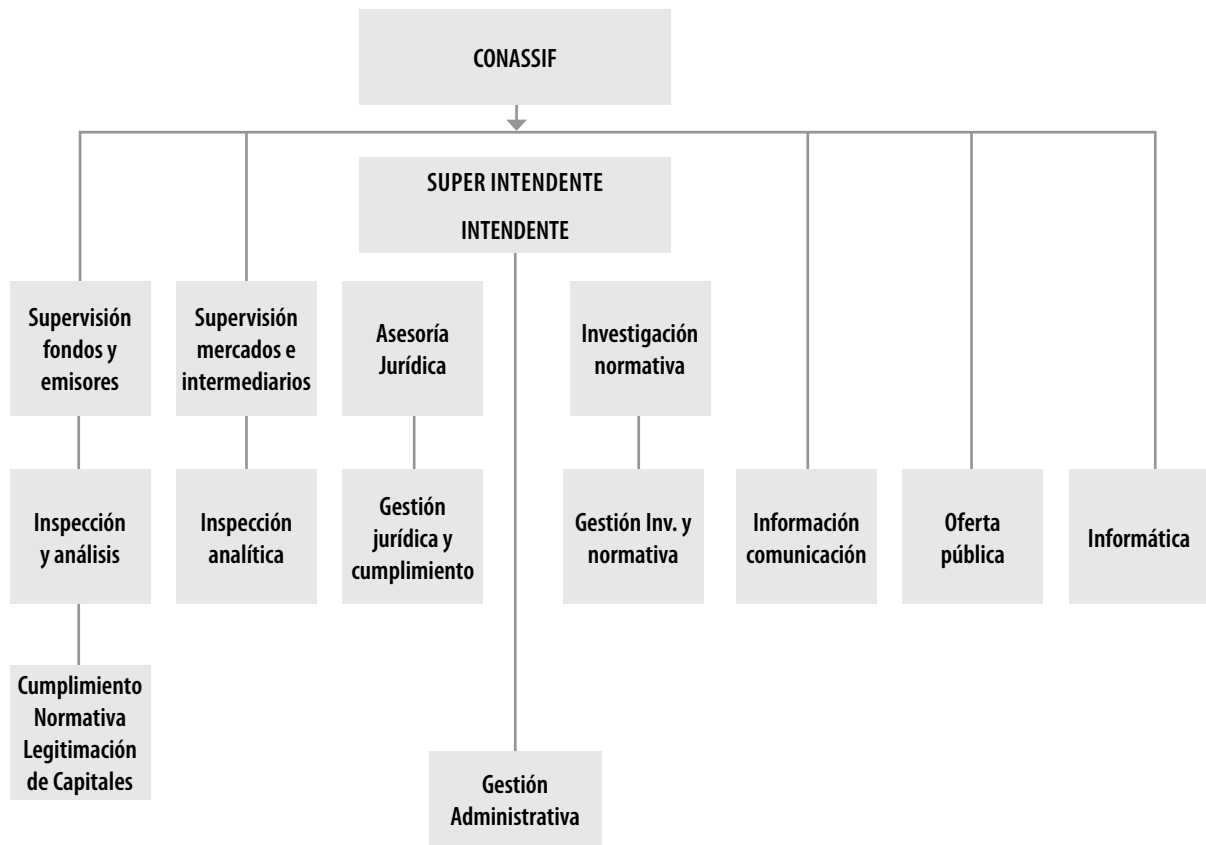 CONASSIF
SUPER INTENDENTE
INTENDENTE
Supervisión
fondos y
emisores
Supervisión
mercados e
intermediarios
Asesoría
Jurídica
Investigación
normativa
Inspección
y análisis
Inspección
analítica
Gestión
jurídica y
cumplimiento
Gestión Inv. y
normativa
Información
comunicación
Oferta
pública
Informática
Cumplimiento
Normativa
Legitimación
de Capitales
Gestión
Administrativa